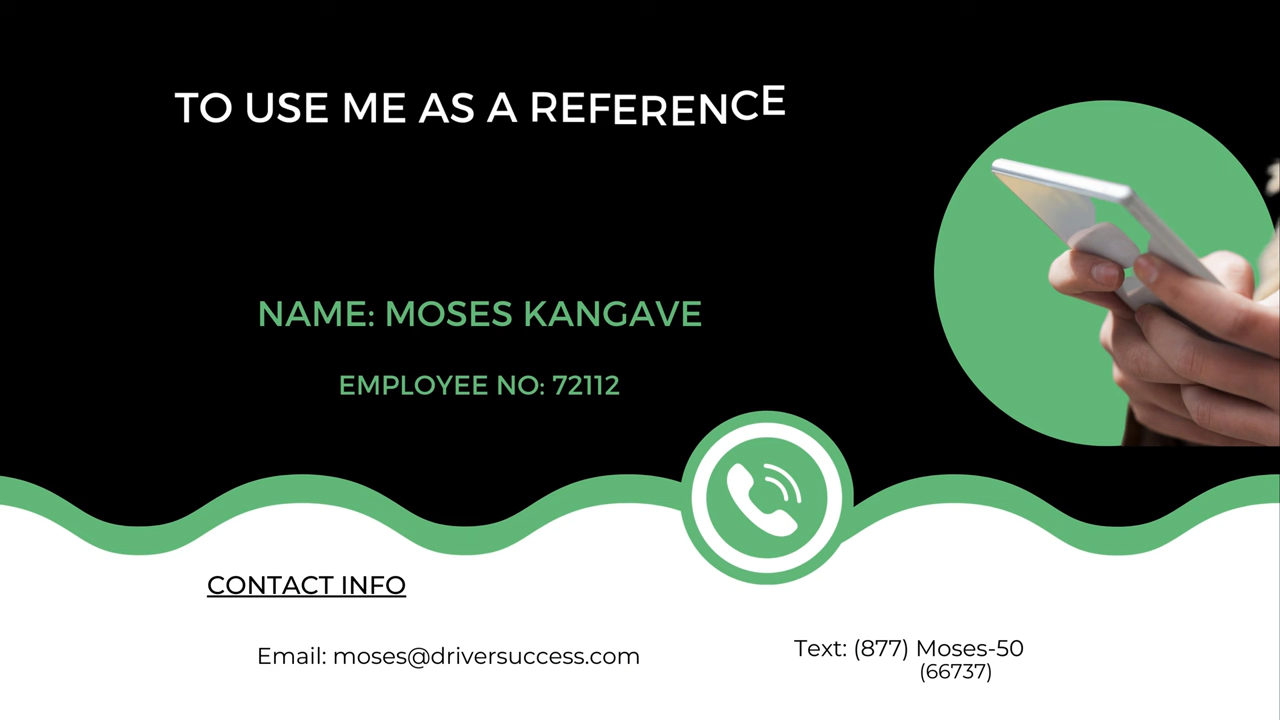 TO USE ME AS A REFERENCE
NAME: MOSES KANGAVE
EMPLOYEE NO: 72112
CONTACT INFO
Email: moses@driversuccess.com
Text: (877) Moses-50
(66737)